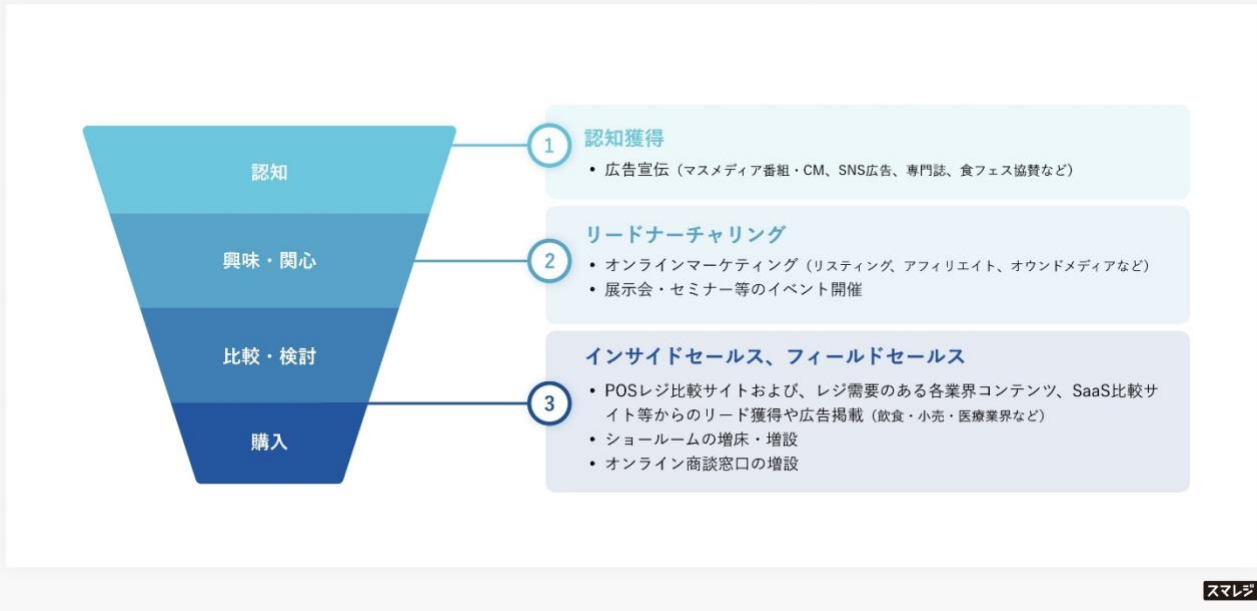 認知
興味・関心
比較・検討
購入
1
認知獲得
• 広告宣伝（マスメディア番組・CM、SNS広告、専門誌、食フェス協賛など）
2
リードナーチャリング
• オンラインマーケティング（リスティング、アフィリエイト、オウンドメディアなど）
• 展示会・セミナー等のイベント開催
3
インサイドセールス、フィールドセールス
• POSレジ比較サイトおよび、レジ需要のある各業界コンテンツ、SaaS比較サ
イト等からのリード獲得や広告掲載（飲食・小売・医療業界など）
• ショールームの増床・増設
• オンライン商談窓口の増設
スマレジ